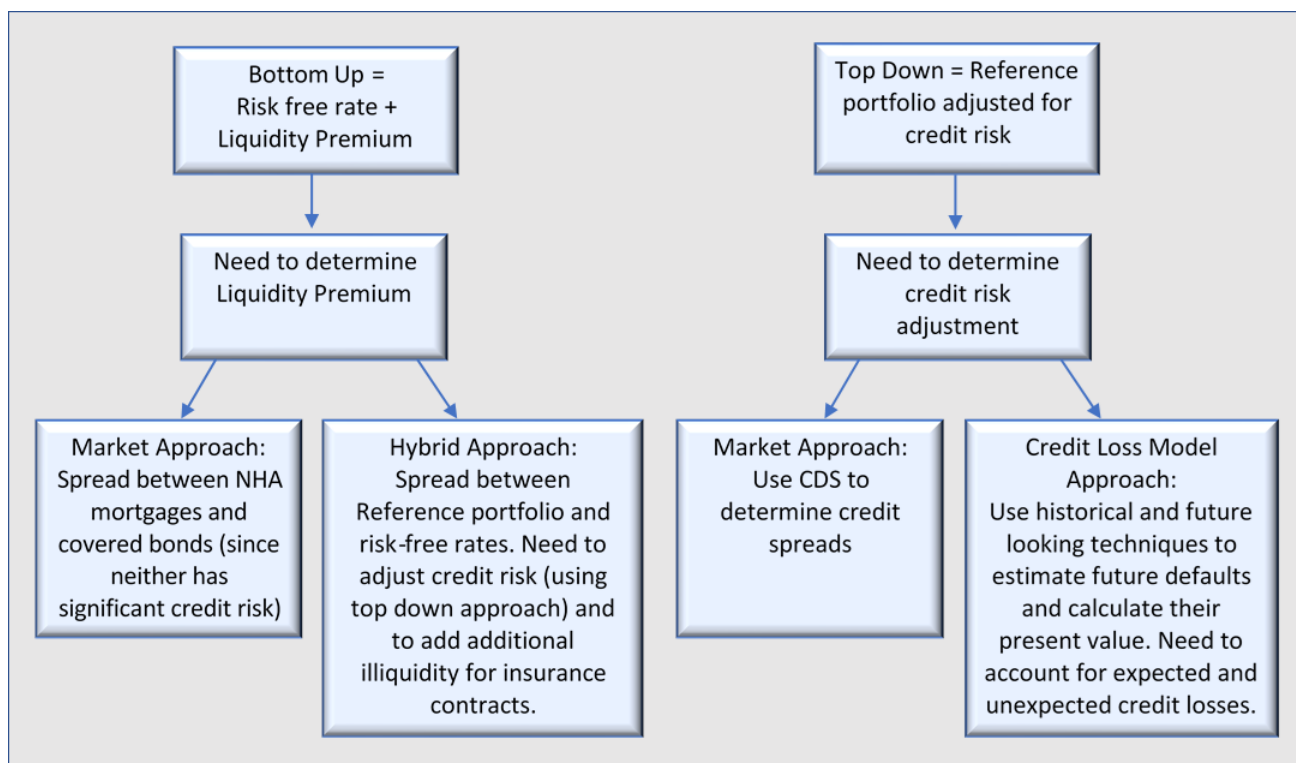 Bottom Up =
Risk free rate +
Liquidity Premium
Top Down = Reference
portfolio adjusted for
credit risk
Need to determine
Liquidity Premium
Need to determine
credit risk
adjustment
Market Approach:
Spread between NHA
mortgages and
covered bonds (since
neither has
significant credit risk)
Hybrid Approach:
Spread between
Reference portfolio and
risk-free rates. Need to
adjust credit risk (using
top down approach) and
to add additional
illiquidity for insurance
contracts.
Market Approach:
Use CDS to
determine credit
spreads
Credit Loss Model
Approach:
Use historical and future
looking techniques to
estimate future defaults
and calculate their
present value. Need to
account for expected and
unexpected credit losses.